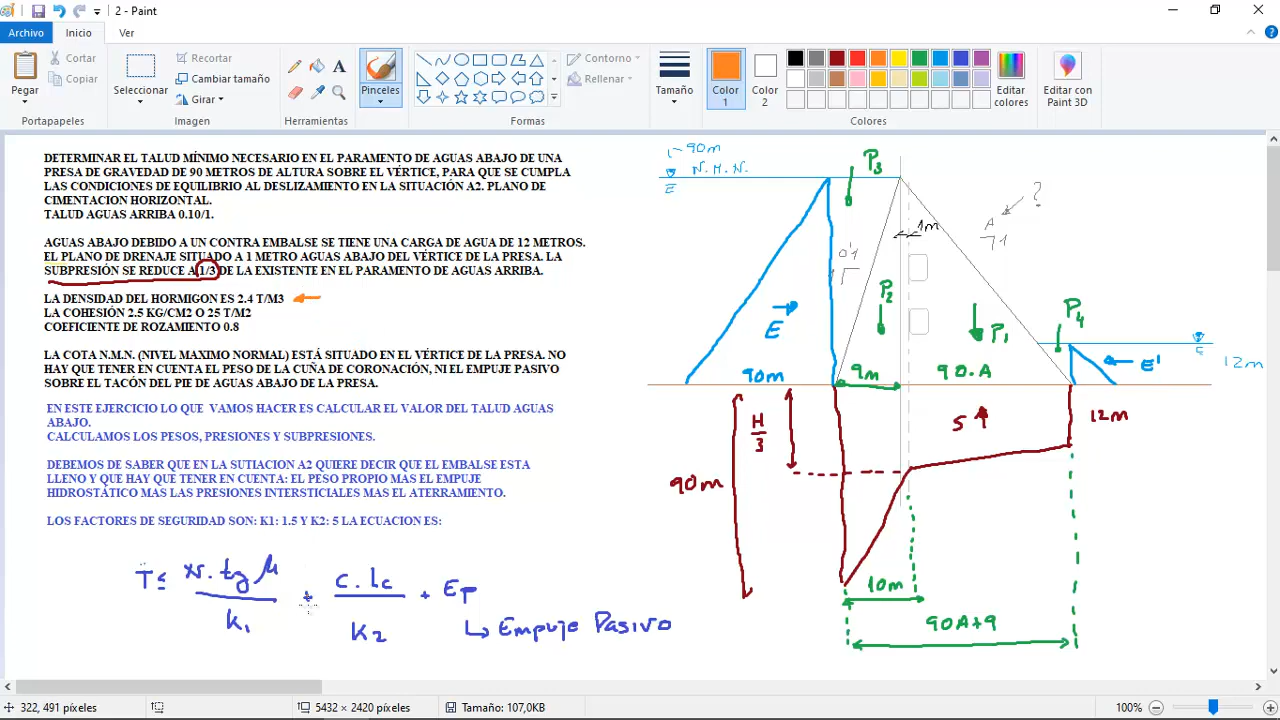 2 - Paint
Archivo
Inicio
Ver
Pegar
Cortar
Copiar
Portapapeles
Seleccionar
Recortar
Cambiar tamaño
Girar
Imagen
A
Herramientas
Pinceles
Formas
Contorno
Rellenar
Tamaño
Color 1
Color 2
Editar colores
Colores
Editar con Paint 3D
DETERMINAR EL TALUD MÍNIMO NECESARIO EN EL PARAMENTO DE AGUAS ABAJO DE UNA
PRESA DE GRAVEDAD DE 90 METROS DE ALTURA SOBRE EL VÉRTICE, PARA QUE SE CUMPLA
LAS CONDICIONES DE EQUILIBRIO AL DESLIZAMIENTO EN LA SITUACIÓN A2. PLANO DE
CIMENTACION HORIZONTAL.
TALUD AGUAS ARRIBA 0.10/1.
AGUAS ABAJO DEBIDO A UN CONTRA EMBALSE SE TIENE UNA CARGA DE AGUA DE 12 METROS.
EL PLANO DE DRENAJE SITUADO A 1 METRO AGUAS ABAJO DEL VÉRTICE DE LA PRESA. LA
SUBPRESIÓN SE REDUCE A 1/3 DE LA EXISTENTE EN EL PARAMENTO DE AGUAS ARRIBA.
LA DENSIDAD DEL HORMIGON ES 2.4 T/M3
LA COHESIÓN 2.5 KG/CM2 O 25 T/M2
COEFICIENTE DE ROZAMIENTO 0.8
LA COTA N.M.N. (NIVEL MAXIMO NORMAL) ESTÁ SITUADO EN EL VÉRTICE DE LA PRESA. NO
HAY QUE TENER EN CUENTA EL PESO DE LA CUÑA DE CORONACIÓN, NI EL EMPUJE PASIVO
SOBRE EL TACÓN DEL PIE DE AGUAS ABAJO DE LA PRESA.
EN ESTE EJERCICIO LO QUE VAMOS HACER ES CALCULAR EL VALOR DEL TALUD AGUAS
ABAJO.
CALCULAMOS LOS PESOS, PRESIONES Y SUBPRESIONES.
DEBEMOS DE SABER QUE EN LA SUTIACION A2 QUIERE DECIR QUE EL EMBALSE ESTA
LLENO Y QUE HAY QUE TENER EN CUENTA: EL PESO PROPIO MAS EL EMPUJE
HIDROSTÁTICO MAS LAS PRESIONES INTERSTICIALES MAS EL ATERRAMIENTO.
LOS FACTORES DE SEGURIDAD SON: K1: 1.5 Y K2: 5 LA ECUACION ES:
T ≤ N. tg μ / K1 + C. Lc / K2 + Ep
↳ Empuje Pasivo
90m
N.M.N.
P3
?
1m
A
1
0'1
1
P2
E
P1
P4
E'
12m
90m
9m
90.A
H/3
S
12m
90m
10m
90A+9
322, 491 píxeles
5432 × 2420 píxeles
Tamaño: 107,0KB
100%